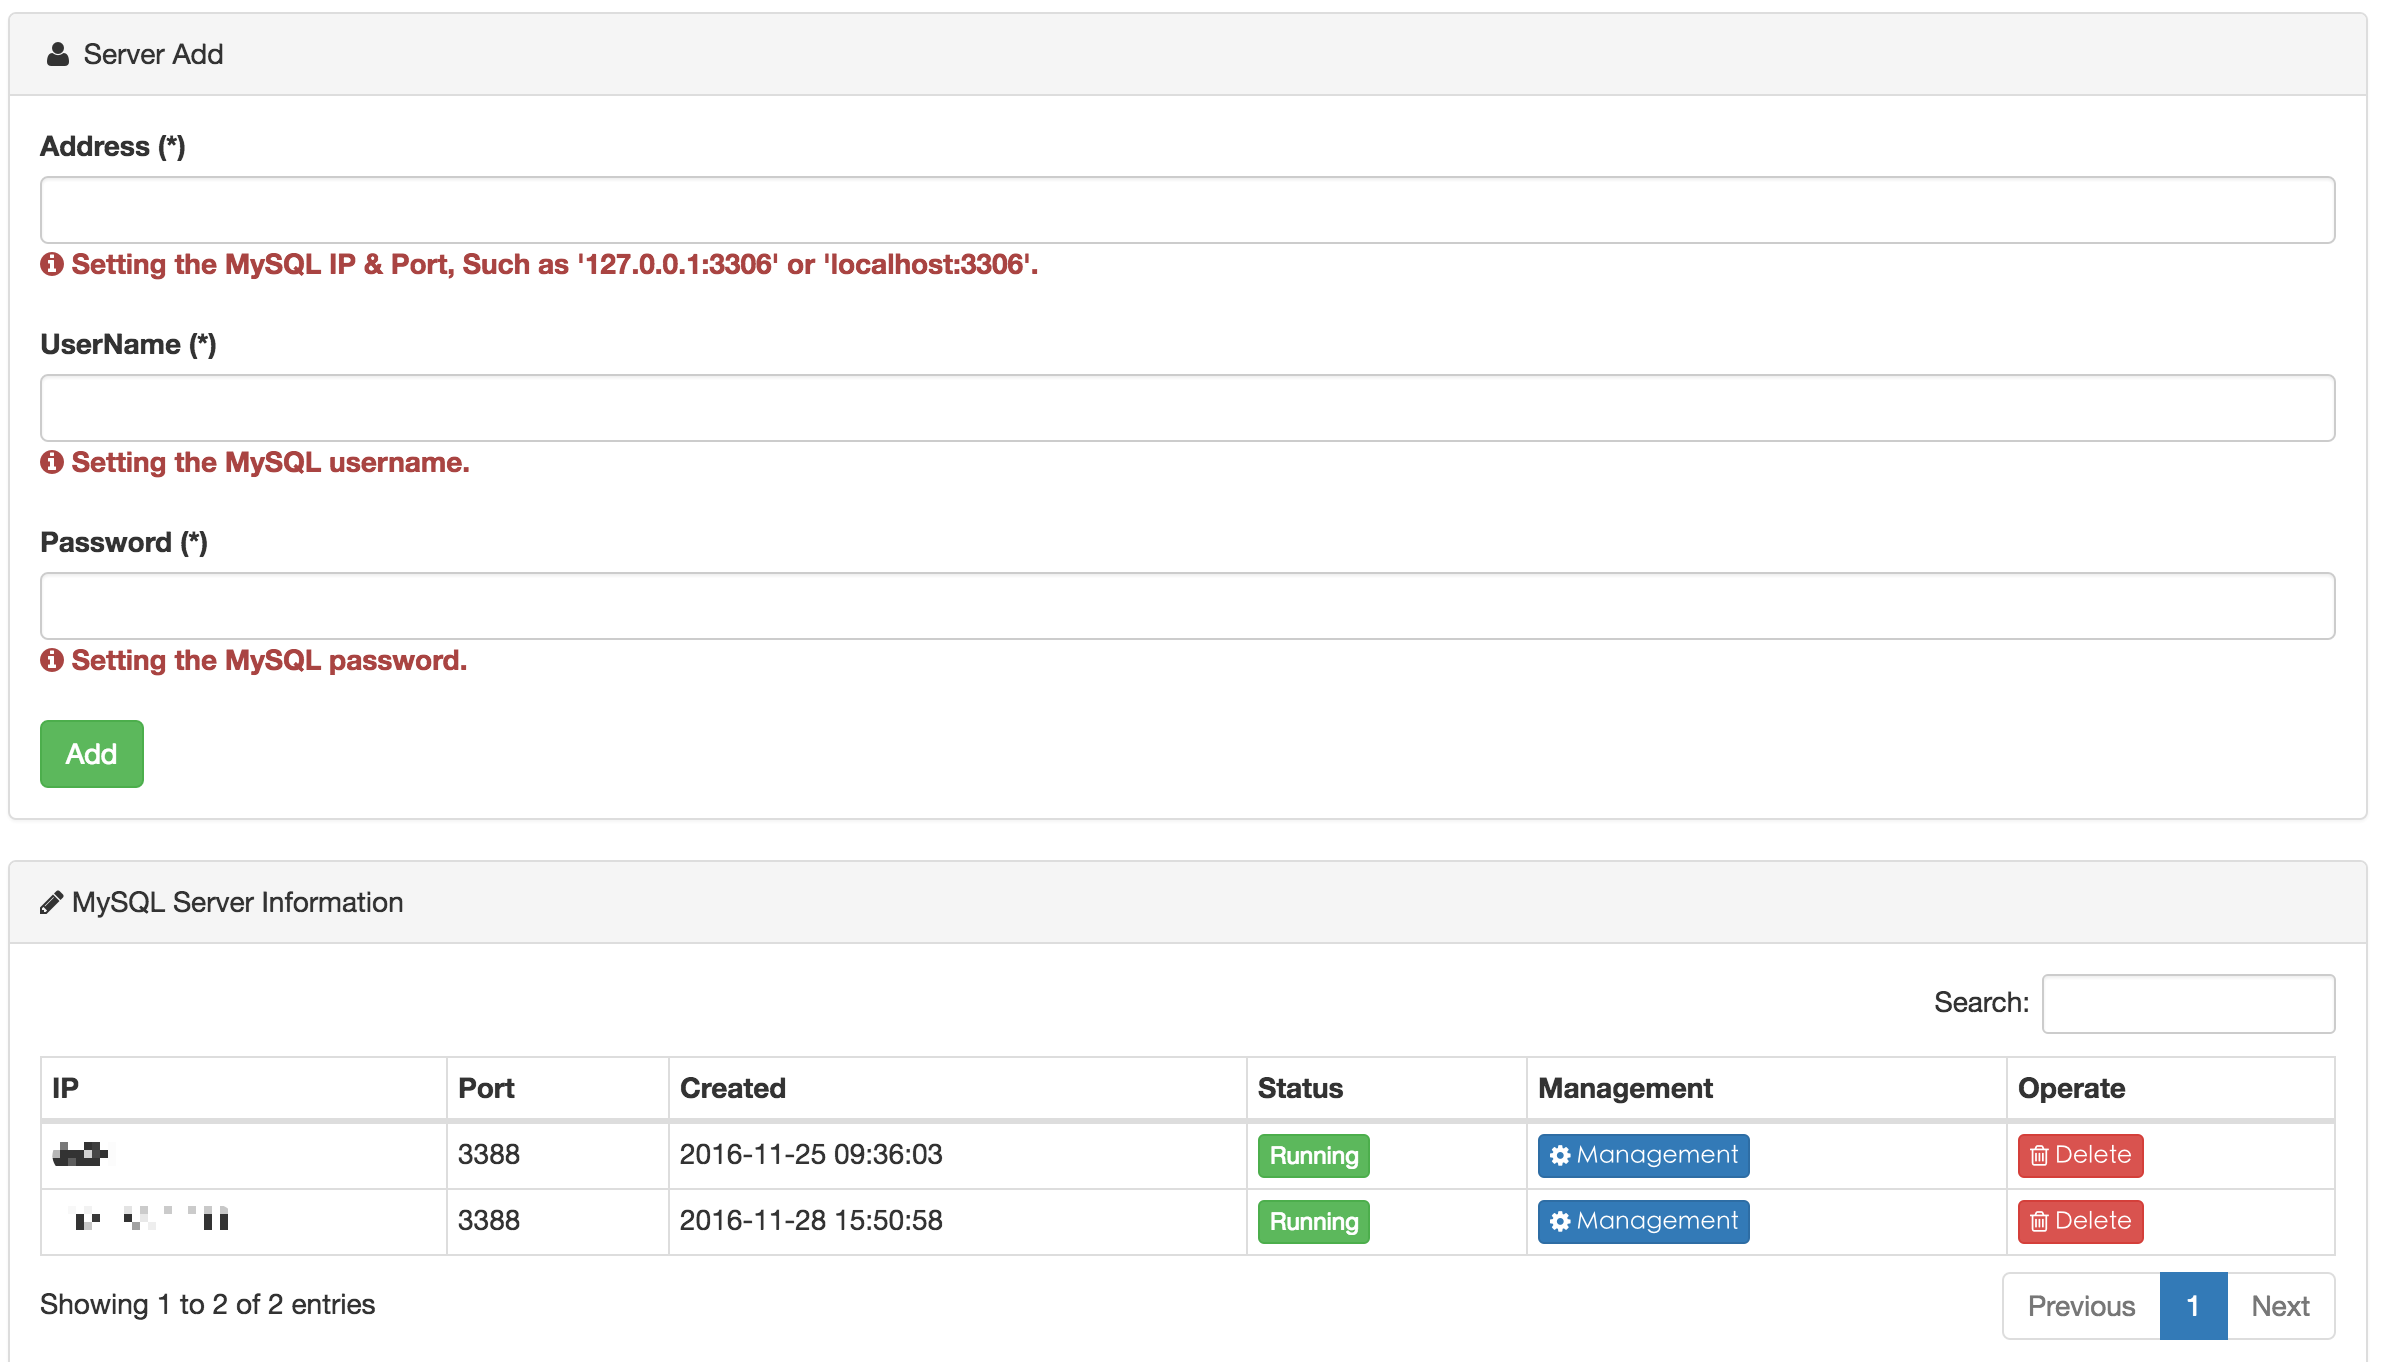 Server Add
Address (*)
Setting the MySQL IP & Port, Such as '127.0.0.1:3306' or 'localhost:3306'.
UserName (*)
Setting the MySQL username.
Password (*)
Setting the MySQL password.
Add
MySQL Server Information
Search:
IP Port Created Status Management Operate
3388 2016-11-25 09:36:03 Running Management Delete
3388 2016-11-28 15:50:58 Running Management Delete
Showing 1 to 2 of 2 entries Previous 1 Next